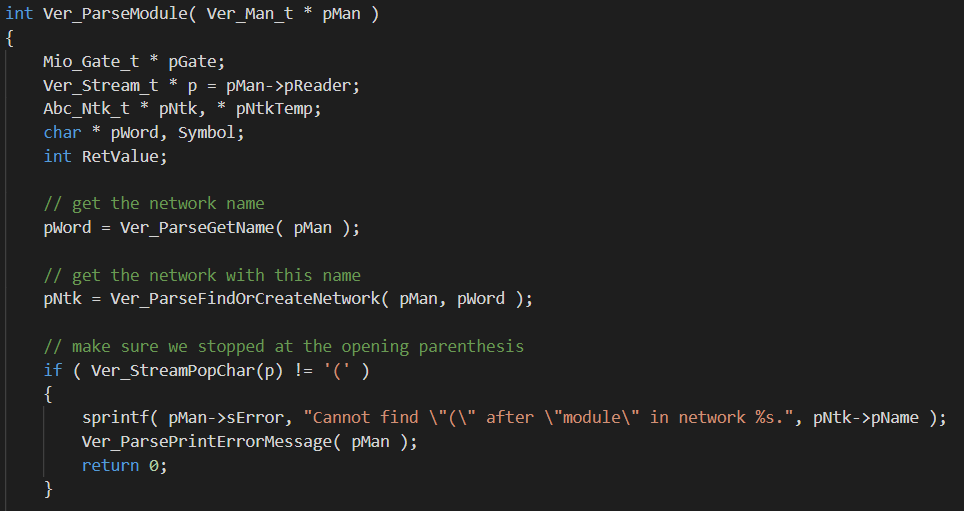 int Ver_ParseModule( Ver_Man_t * pMan )
{
    Mio_Gate_t * pGate;
    Ver_Stream_t * p = pMan->pReader;
    Abc_Ntk_t * pNtk, * pNtkTemp;
    char * pWord, Symbol;
    int RetValue;

    // get the network name
    pWord = Ver_ParseGetName( pMan );

    // get the network with this name
    pNtk = Ver_ParseFindOrCreateNetwork( pMan, pWord );

    // make sure we stopped at the opening parenthesis
    if ( Ver_StreamPopChar(p) != '(' )
    {
        sprintf( pMan->sError, "Cannot find \"(\" after \"module\" in network %s.", pNtk->pName );
        Ver_ParsePrintErrorMessage( pMan );
        return 0;
    }